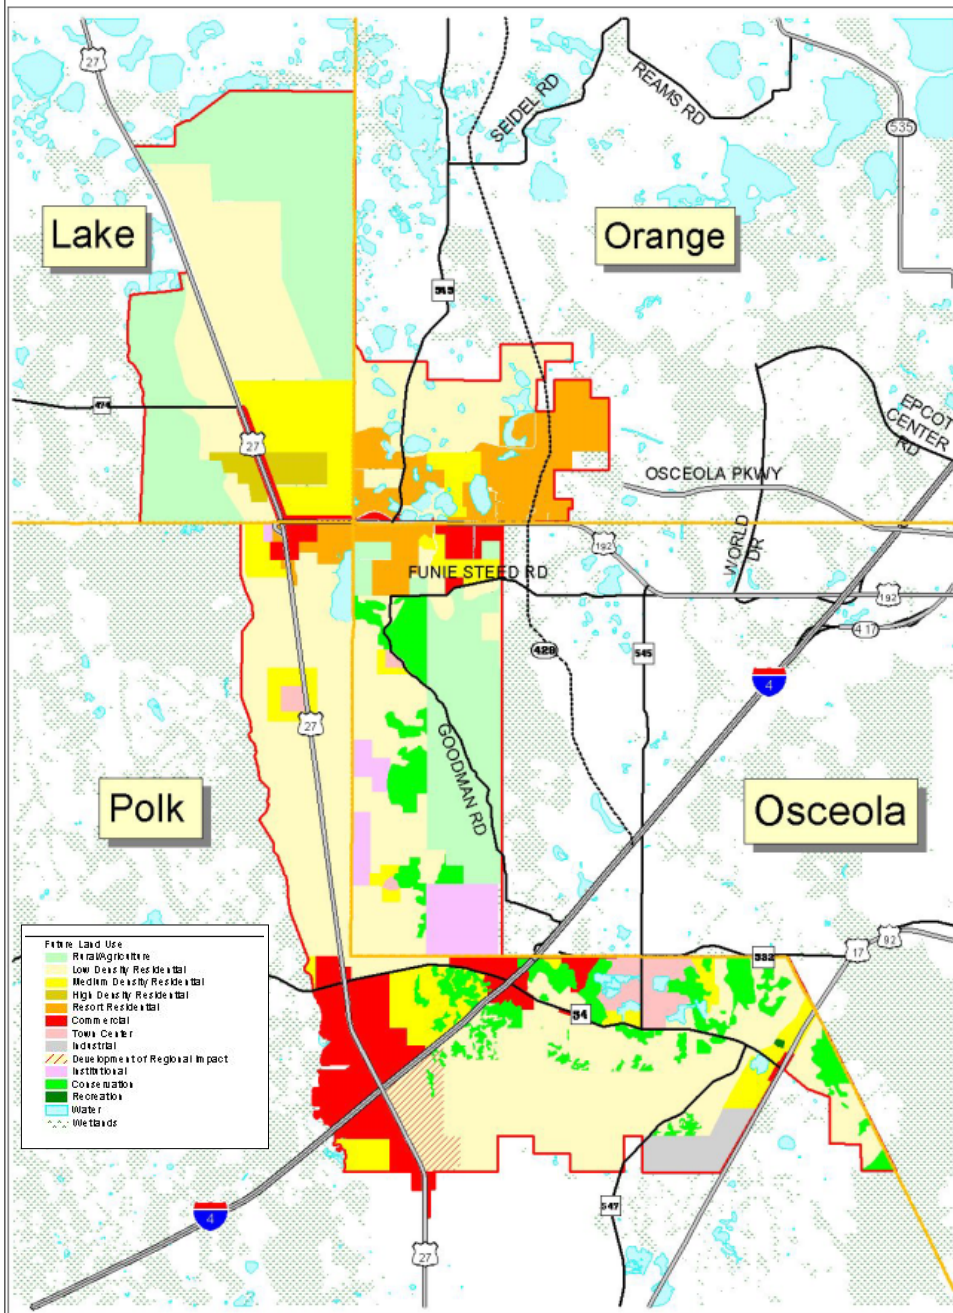 27
SEIDEL RD
REAMS RD
535
Lake
Orange
545
474
27
EPCOT
CENTER
RD
OSCEOLA PKWY
WORLD
DR
192
FUNIE STEED RD
192
417
429
545
4
27
GOODMAN RD
Polk
Osceola
92
17
532
54
Future Land Use
Rural/Agriculture
Low Density Residential
Medium Density Residential
High Density Residential
Resort Residential
Commercial
Town Center
Industrial
Development of Regional Impact
Institutional
Conservation
Recreation
Water
Wetlands
4
547
27